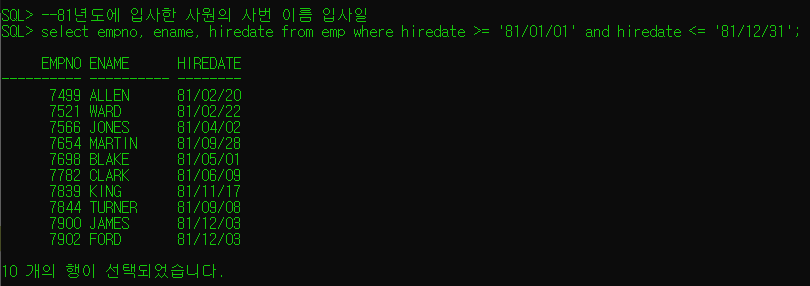 SQL> --81년도에 입사한 사원의 사번 이름 입사일
SQL> select empno, ename, hiredate from emp where hiredate >= '81/01/01' and hiredate <= '81/12/31';
EMPNO ENAME HIREDATE
---------- ---------- --------
7499 ALLEN 81/02/20
7521 WARD 81/02/22
7566 JONES 81/04/02
7654 MARTIN 81/09/28
7698 BLAKE 81/05/01
7782 CLARK 81/06/09
7839 KING 81/11/17
7844 TURNER 81/09/08
7900 JAMES 81/12/03
7902 FORD 81/12/03
10 개의 행이 선택되었습니다.